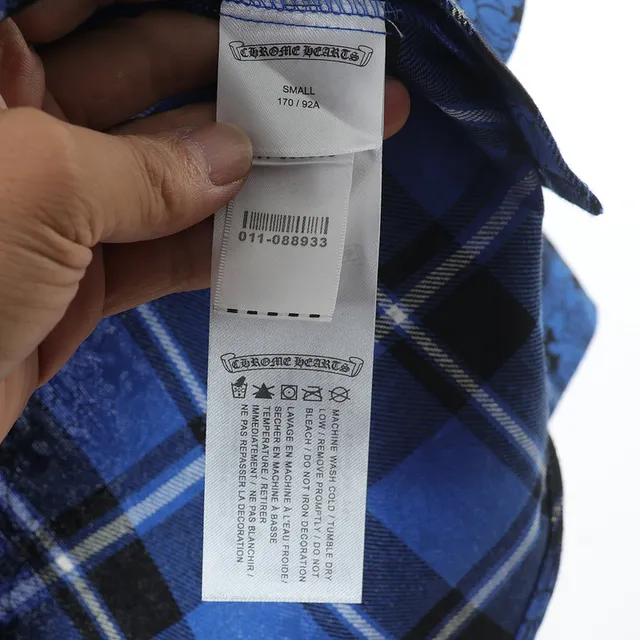 CHROME HEARTS
SMALL
170 / 92A
011-088933
CHROME HEARTS
MACHINE WASH COLD / TUMBLE DRY
LOW / REMOVE PROMPTLY / DO NOT
BLEACH / DO NOT IRON DECORATION
LAVAGE EN MACHINE À L'EAU FROIDE/
SECHER EN MACHINE À BASSE
TEMPÉRATURE / RETIRER
IMMEDIATEMENT / NE PAS BLANCHIR /
NE PAS REPASSER LA DECORATION